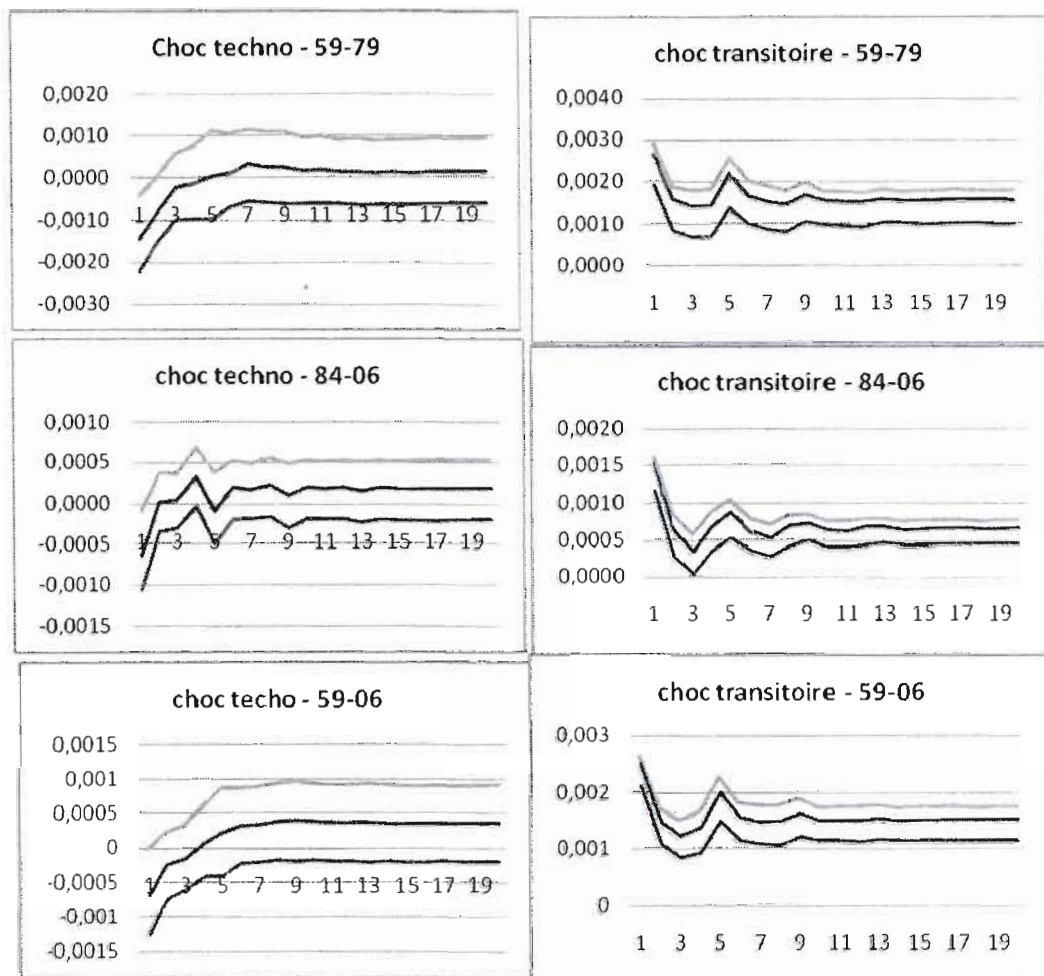 Choc techno - 59-79
0,0020
0,0010
0,0000
-0,0010
-0,0020
-0,0030
1 3 5 7 9 11 13 15 17 19
choc transitoire - 59-79
0,0040
0,0030
0,0020
0,0010
0,0000
1 3 5 7 9 11 13 15 17 19
choc techno - 84-06
0,0010
0,0005
0,0000
-0,0005
-0,0010
-0,0015
1 3 5 7 9 11 13 15 17 19
choc transitoire - 84-06
0,0020
0,0015
0,0010
0,0005
0,0000
1 3 5 7 9 11 13 15 17 19
choc techo - 59-06
0,0015
0,001
0,0005
0
-0,0005
-0,001
-0,0015
1 3 5 7 9 11 13 15 17 19
choc transitoire - 59-06
0,003
0,002
0,001
0
1 3 5 7 9 11 13 15 17 19